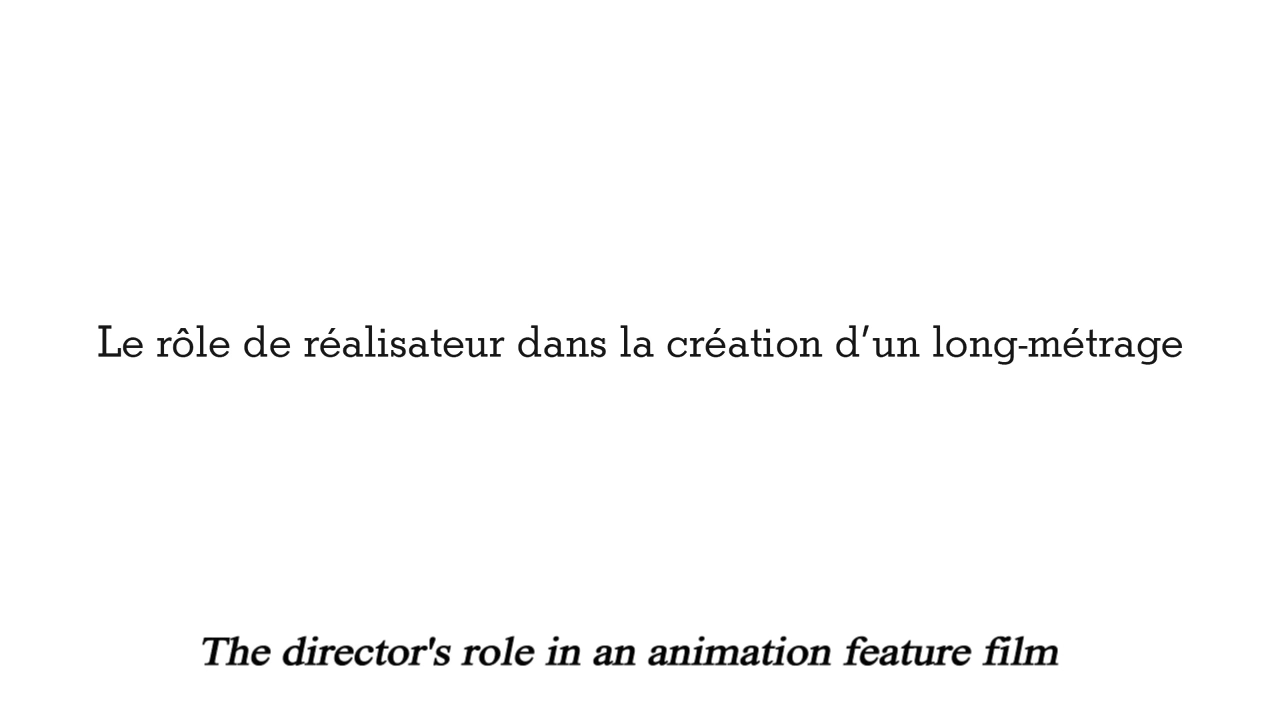 Le rôle de réalisateur dans la création d’un long-métrage
The director's role in an animation feature film